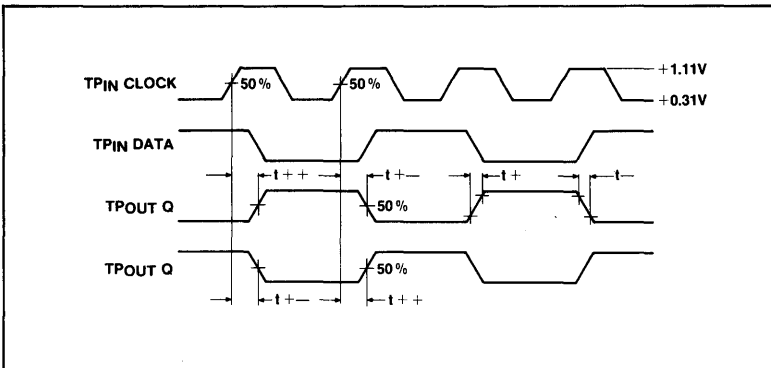 TPIN CLOCK
50%
50%
+1.11V
+0.31V
TPIN DATA
t++
t+−
t+
t−
TPOUT Q
50%
TPOUT Q
50%
t+−
t++